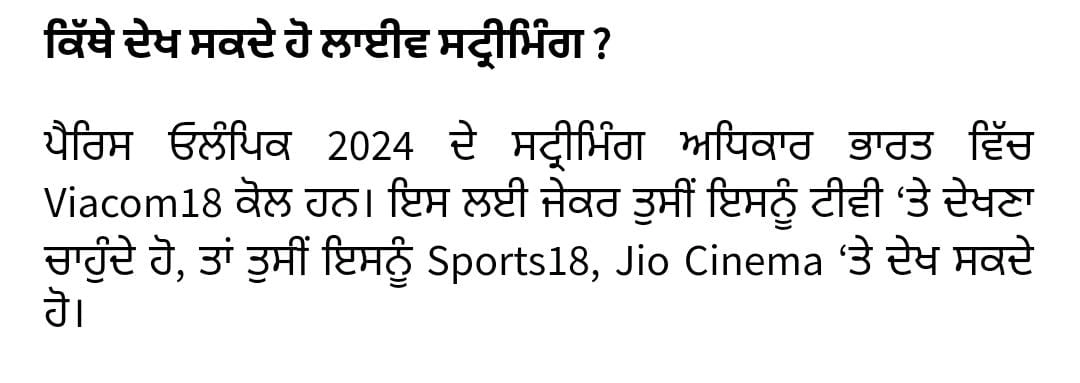 ਕਿੱਥੇ ਦੇਖ ਸਕਦੇ ਹੋ ਲਾਈਵ ਸਟ੍ਰੀਮਿੰਗ ?
ਪੈਰਿਸ ਓਲੰਪਿਕ 2024 ਦੇ ਸਟ੍ਰੀਮਿੰਗ ਅਧਿਕਾਰ ਭਾਰਤ ਵਿੱਚ
Viacom18 ਕੋਲ ਹਨ। ਇਸ ਲਈ ਜੇਕਰ ਤੁਸੀਂ ਇਸਨੂੰ ਟੀਵੀ ‘ਤੇ ਦੇਖਣਾ
ਚਾਹੁੰਦੇ ਹੋ, ਤਾਂ ਤੁਸੀਂ ਇਸਨੂੰ Sports18, Jio Cinema ‘ਤੇ ਦੇਖ ਸਕਦੇ
ਹੋ।